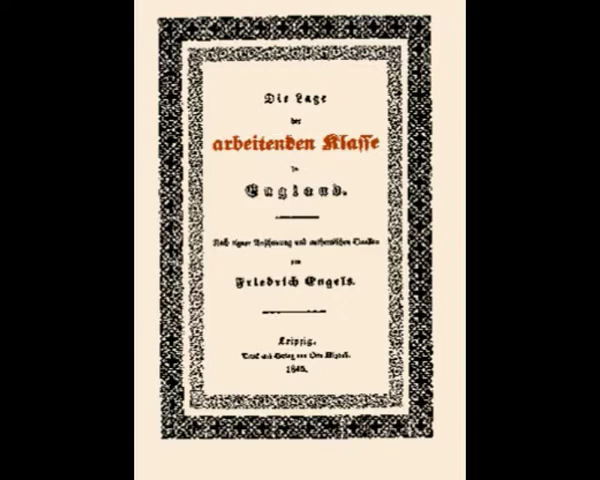 Die Lage
der
arbeitenden Klasse
in
England.
Nach eigner Anschauung und authentischen Quellen
von
Friedrich Engels.
Leipzig.
Druck und Verlag von Otto Wigand.
1845.